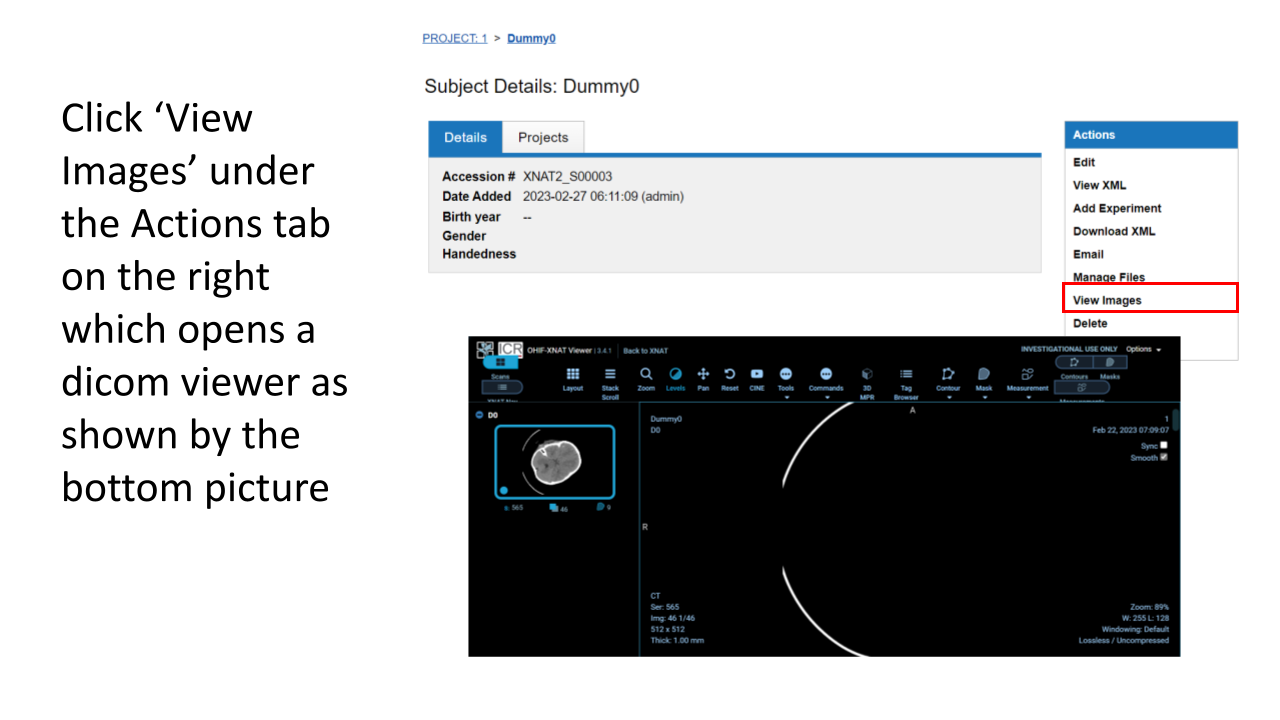 PROJECT: 1 > Dummy0
Subject Details: Dummy0
Click ‘View
Images’ under
the Actions tab
on the right
which opens a
dicom viewer as
shown by the
bottom picture
Details Projects
Accession # XNAT2_S00003
Date Added 2023-02-27 06:11:09 (admin)
Birth year --
Gender
Handedness
Actions
Edit
View XML
Add Experiment
Download XML
Email
Manage Files
View Images
Delete
ICR OHIF-XNAT Viewer | 3.4.1 Back to XNAT
INVESTIGATIONAL USE ONLY Options
Scans
Layout
Stack
Scroll
Zoom
Levels
Pan
Reset
CINE
Tools
Commands
3D
MPR
Tag
Browser
Contour
Mask
Measurement
Contours Masks
D0
S: 565 46 9
Dummy0
D0
A
1
Feb 22, 2023 07:09:07
Sync
Smooth
R
CT
Ser: 565
Img: 46 1/46
512 x 512
Thick: 1.00 mm
Zoom: 89%
W: 255 L: 128
Windowing: Default
Lossless / Uncompressed